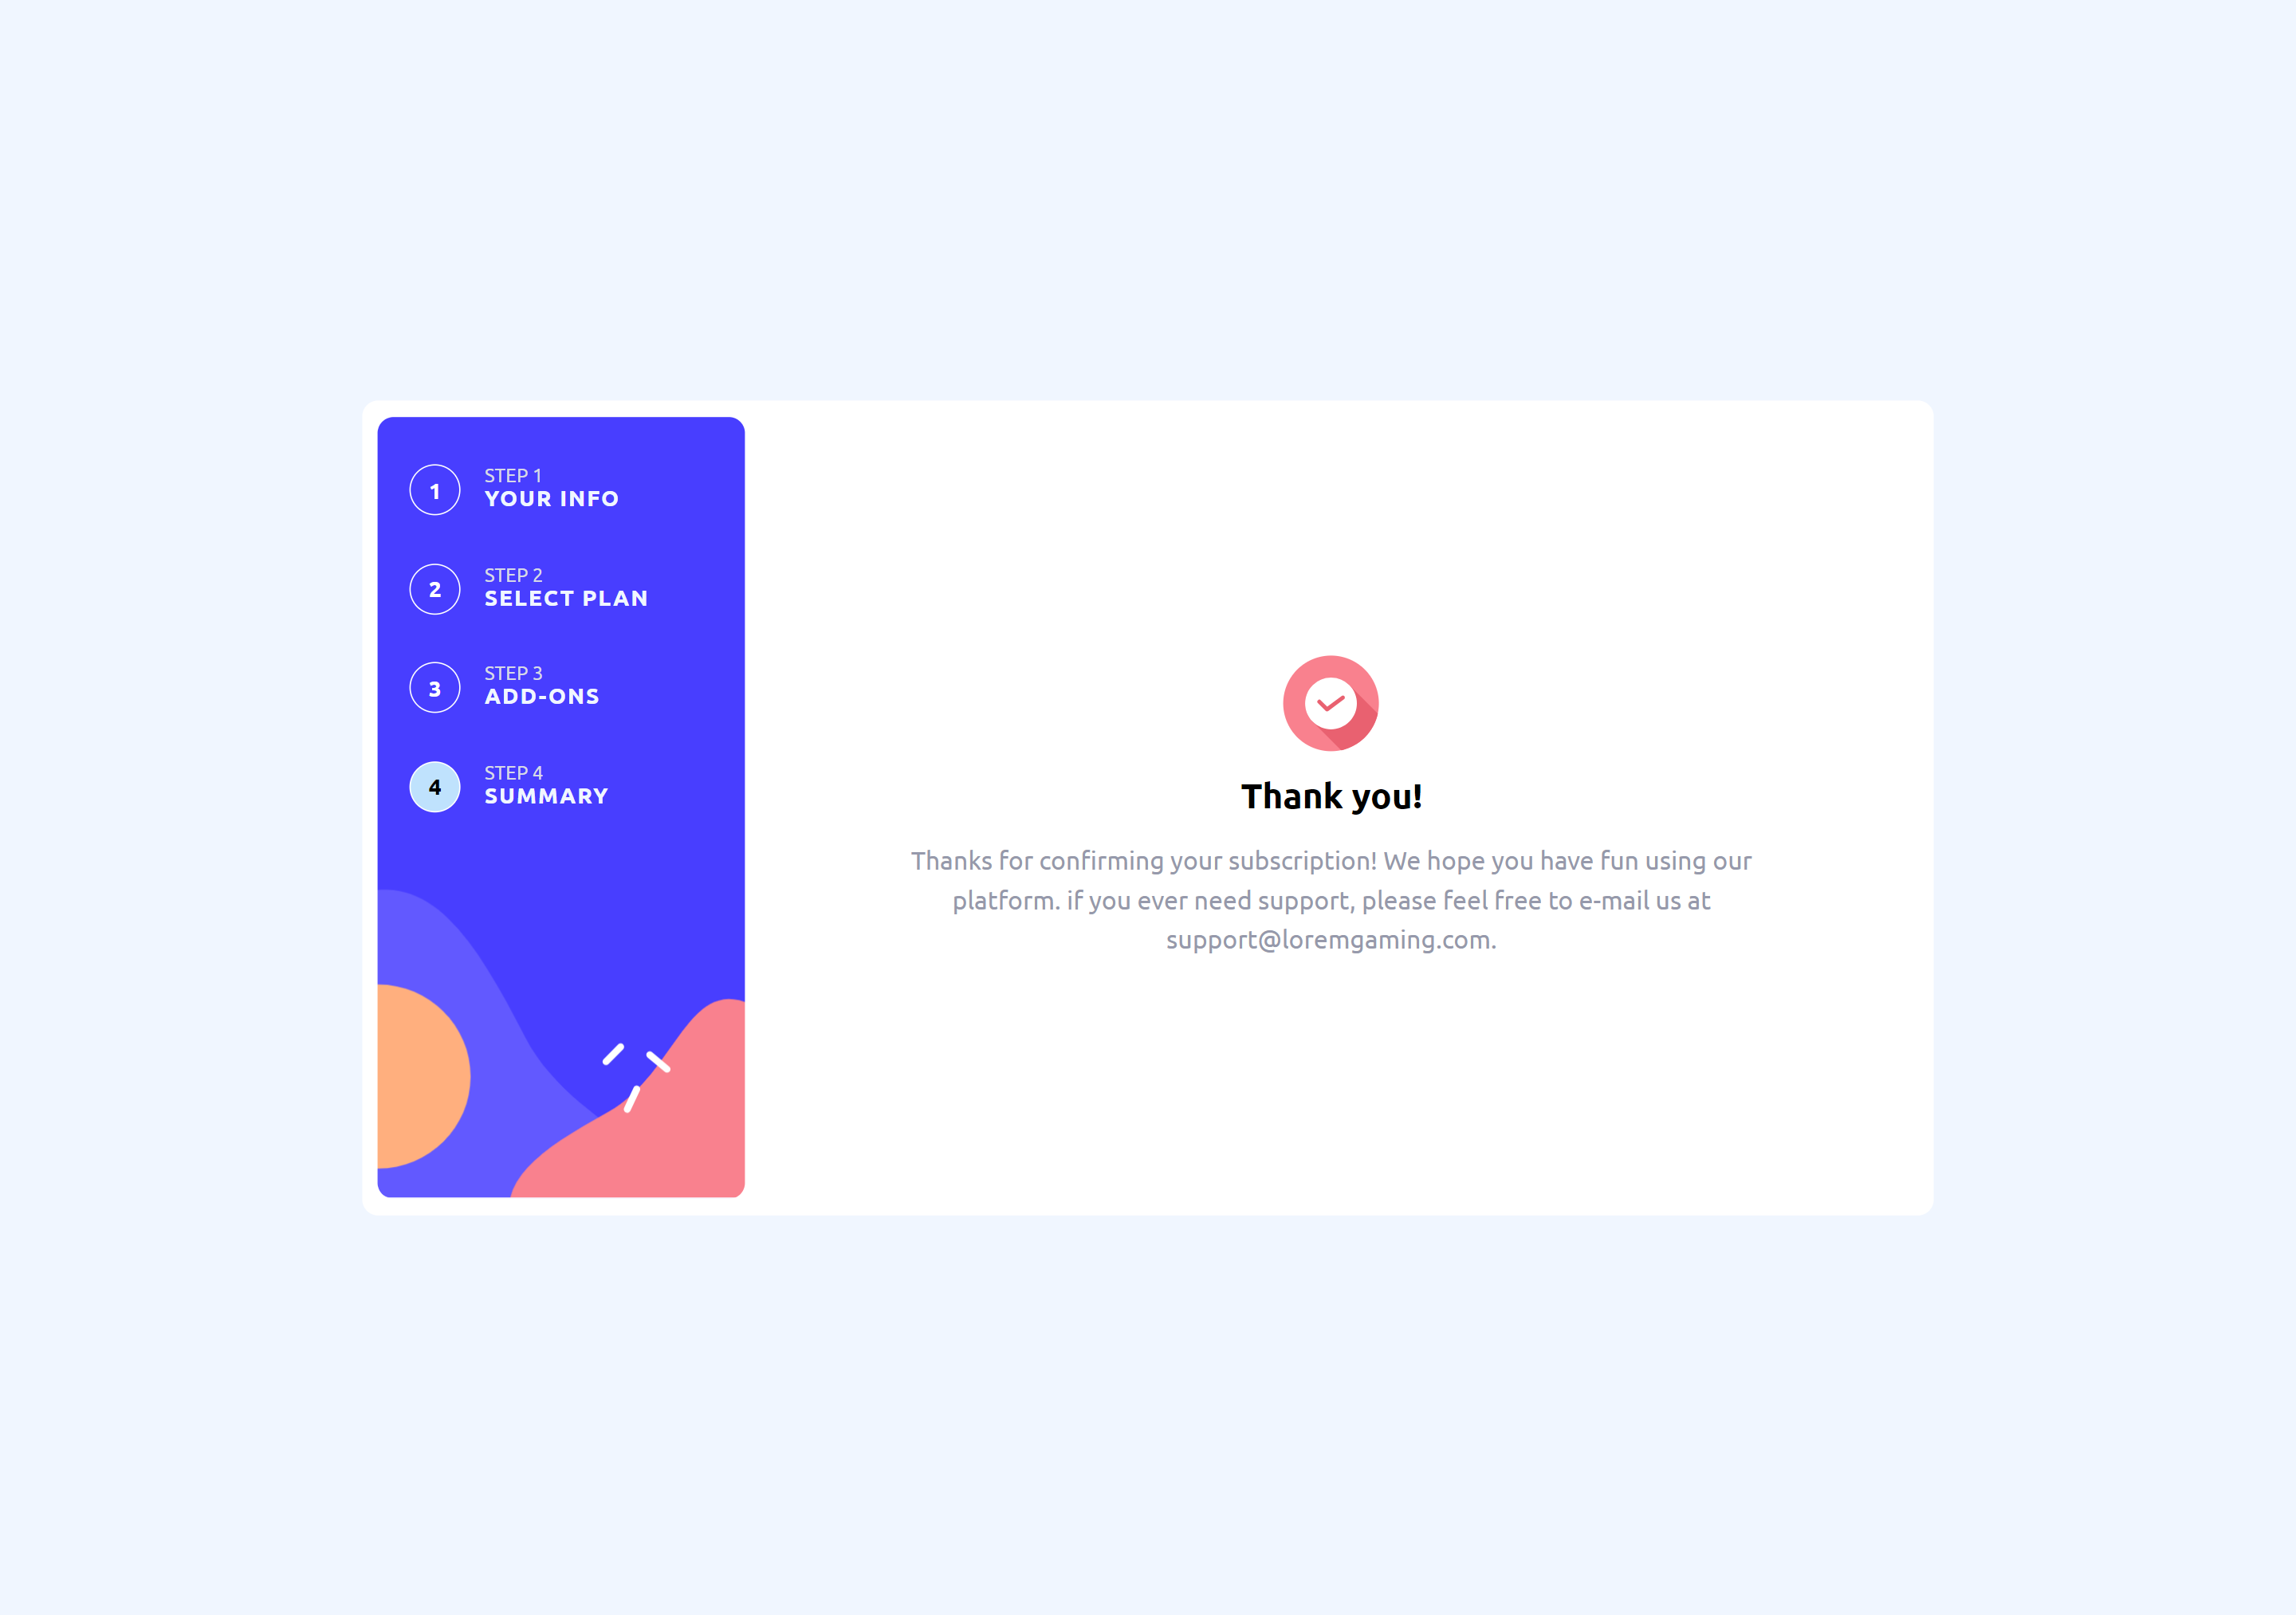 1
STEP 1
YOUR INFO
2
STEP 2
SELECT PLAN
3
STEP 3
ADD-ONS
4
STEP 4
SUMMARY
Thank you!
Thanks for confirming your subscription! We hope you have fun using our
platform. if you ever need support, please feel free to e-mail us at
support@loremgaming.com.